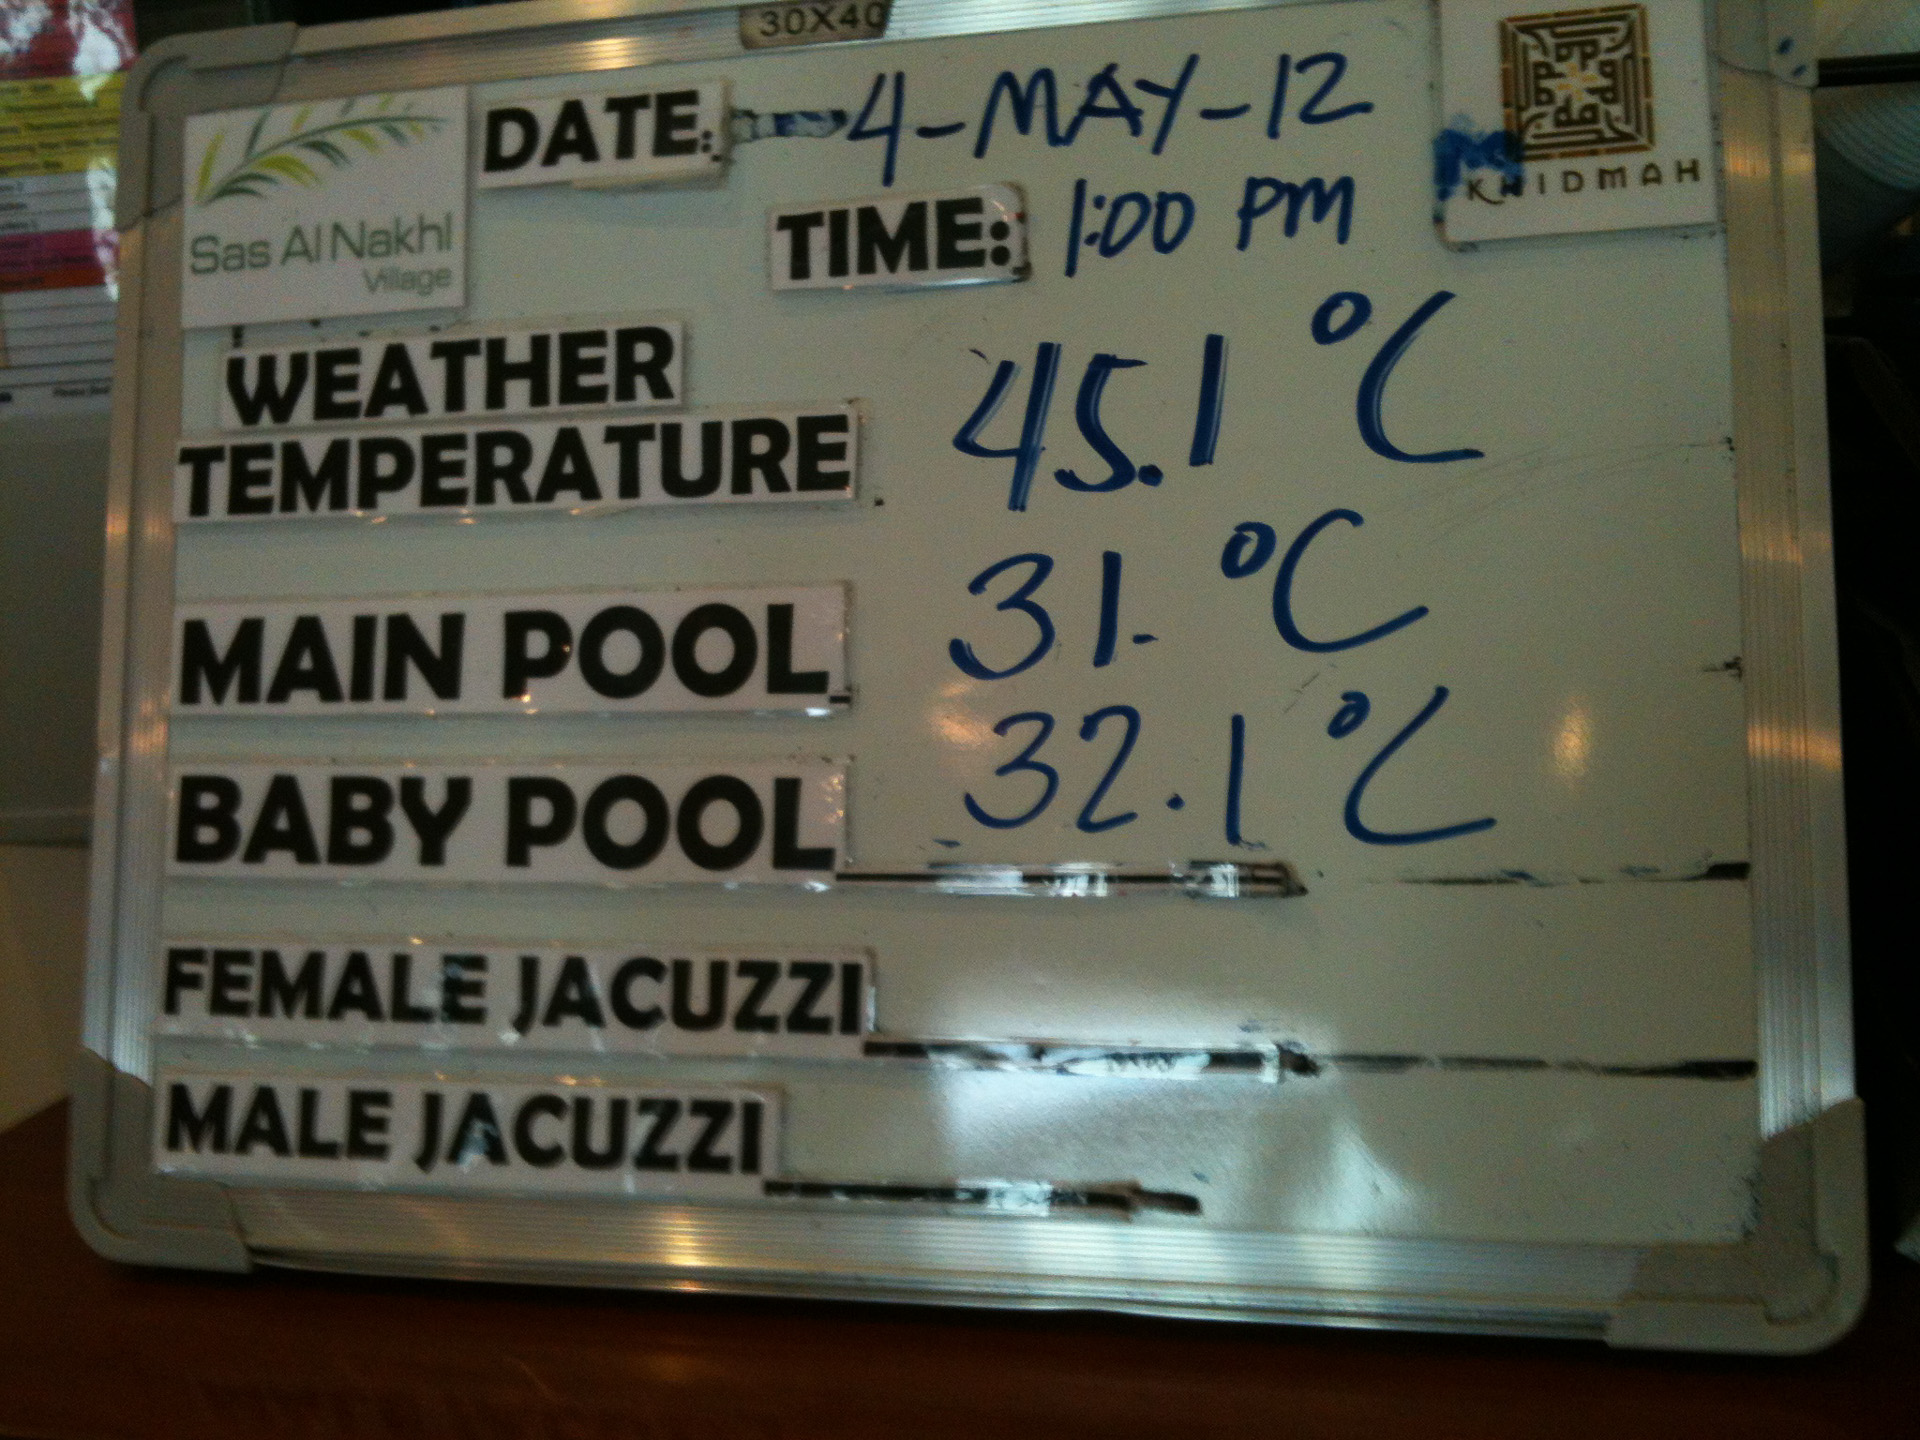 30X40
Sas Al Nakhl
Village
DATE: 4-MAY-12
KHIDMAH
TIME: 1:00 PM
WEATHER
TEMPERATURE 45.1 °C
MAIN POOL 31. °C
BABY POOL 32.1 °C
FEMALE JACUZZI
MALE JACUZZI